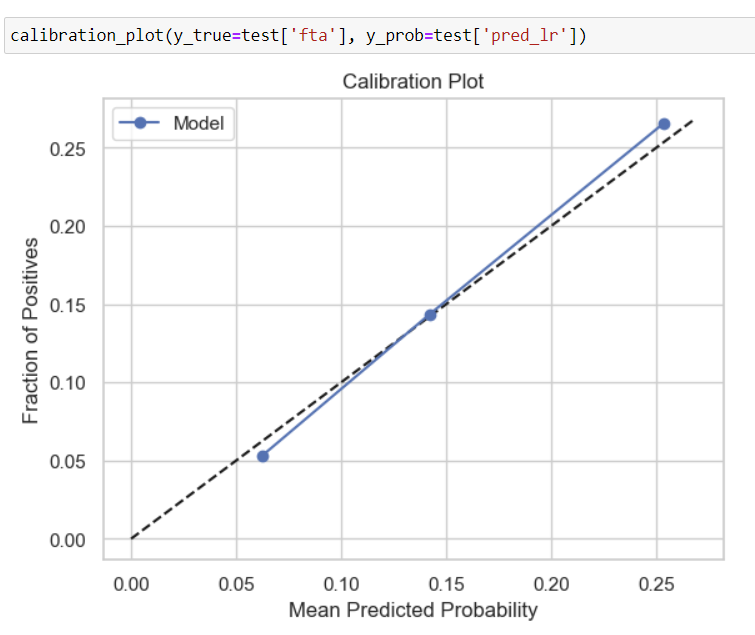 calibration_plot(y_true=test['fta'], y_prob=test['pred_lr'])
Calibration Plot
Model
0.25
0.20
0.15
0.10
0.05
0.00
Fraction of Positives
0.00 0.05 0.10 0.15 0.20 0.25
Mean Predicted Probability